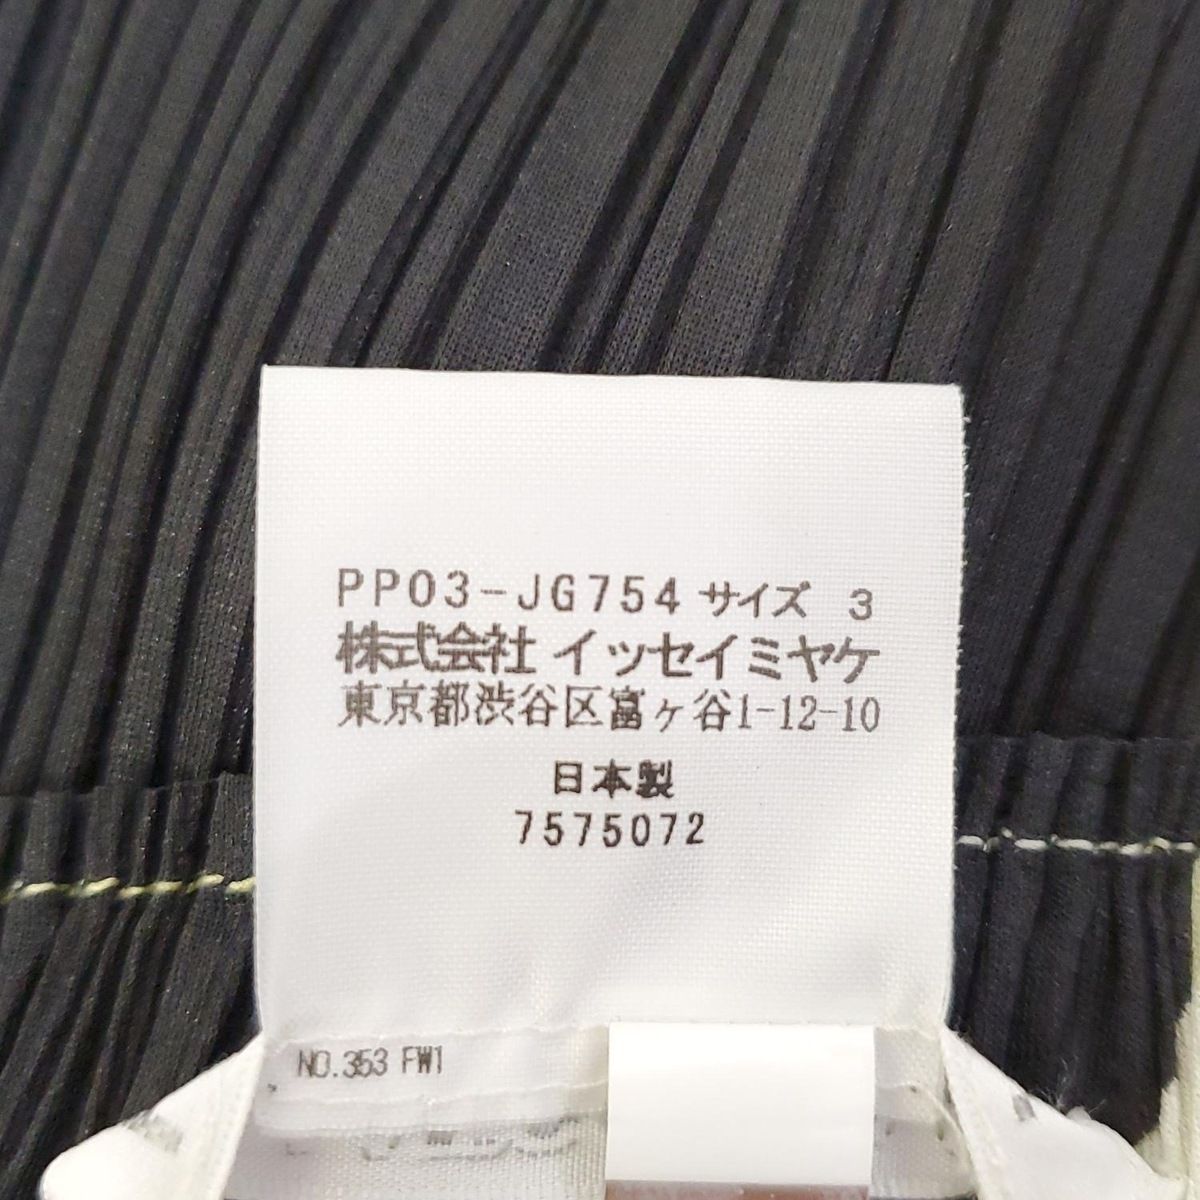 PP03-JG754 サイズ 3
株式会社 イッセイミヤケ
東京都渋谷区富ヶ谷1-12-10
日本製
7575072
NO.353 FW1